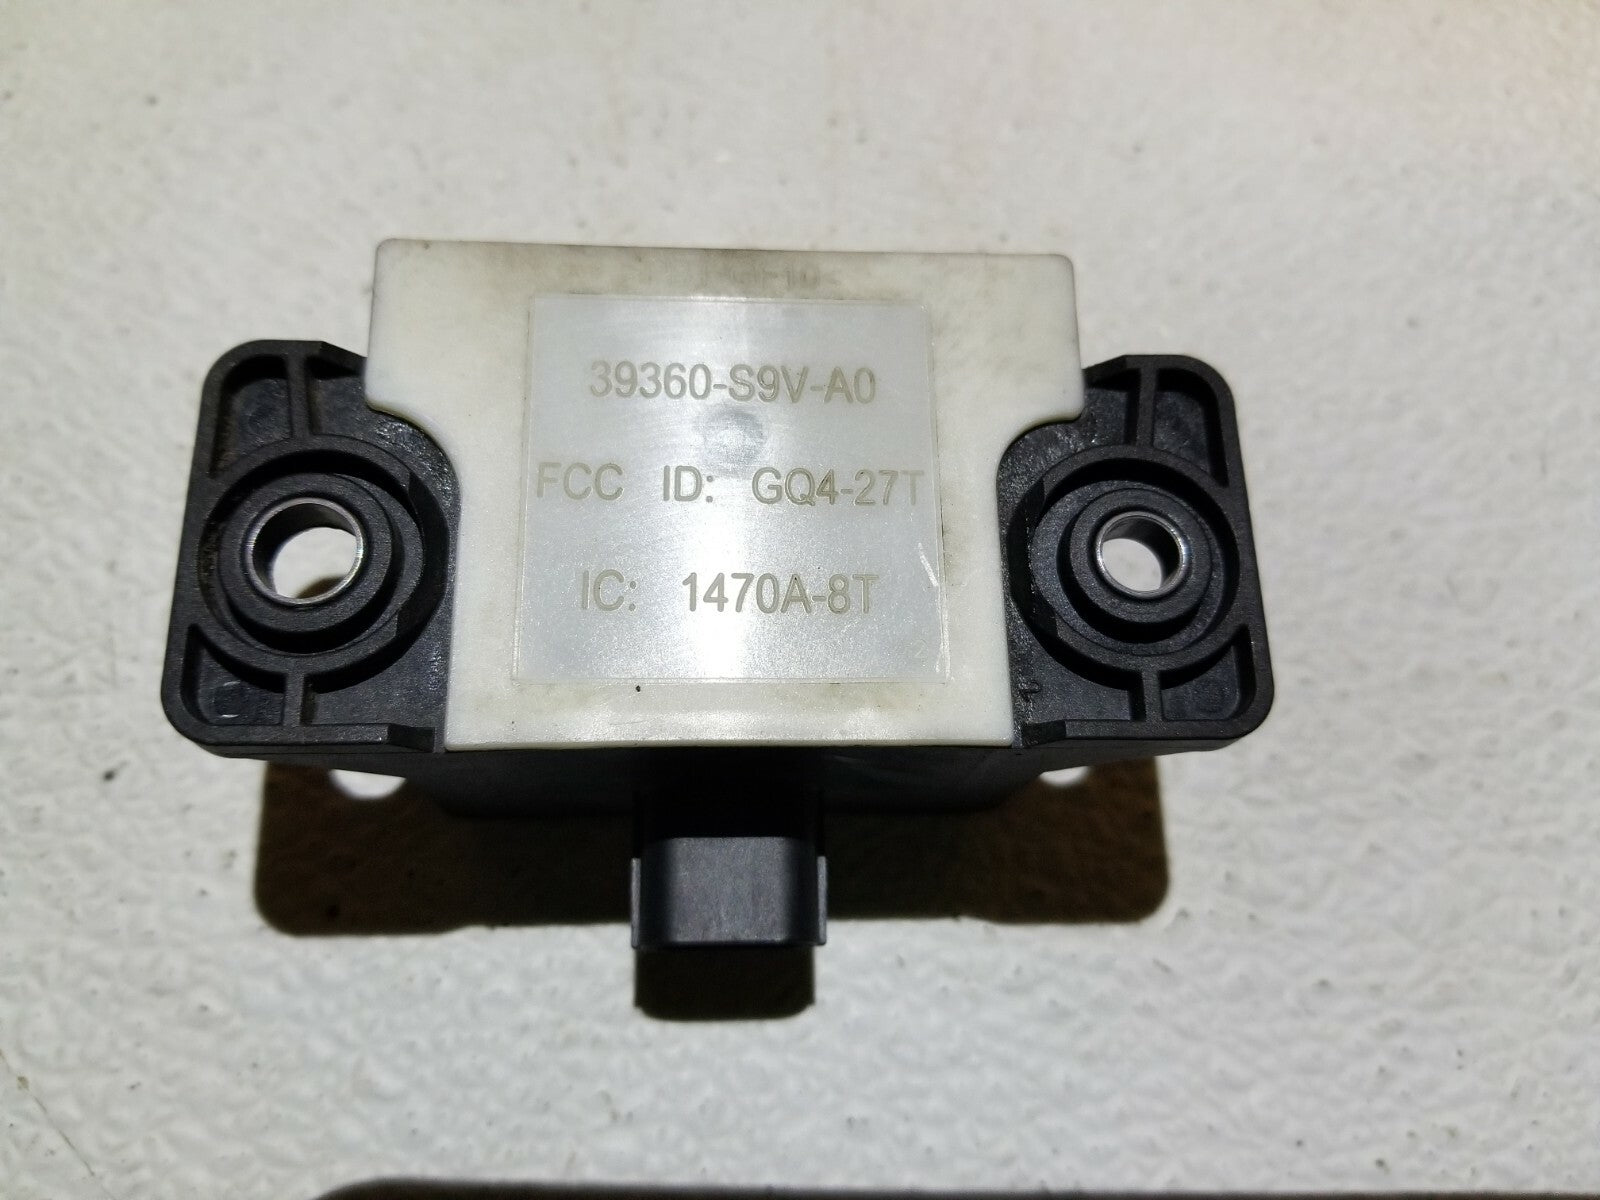 39360-S9V-A0
FCC ID: GQ4-27T
IC: 1470A-8T